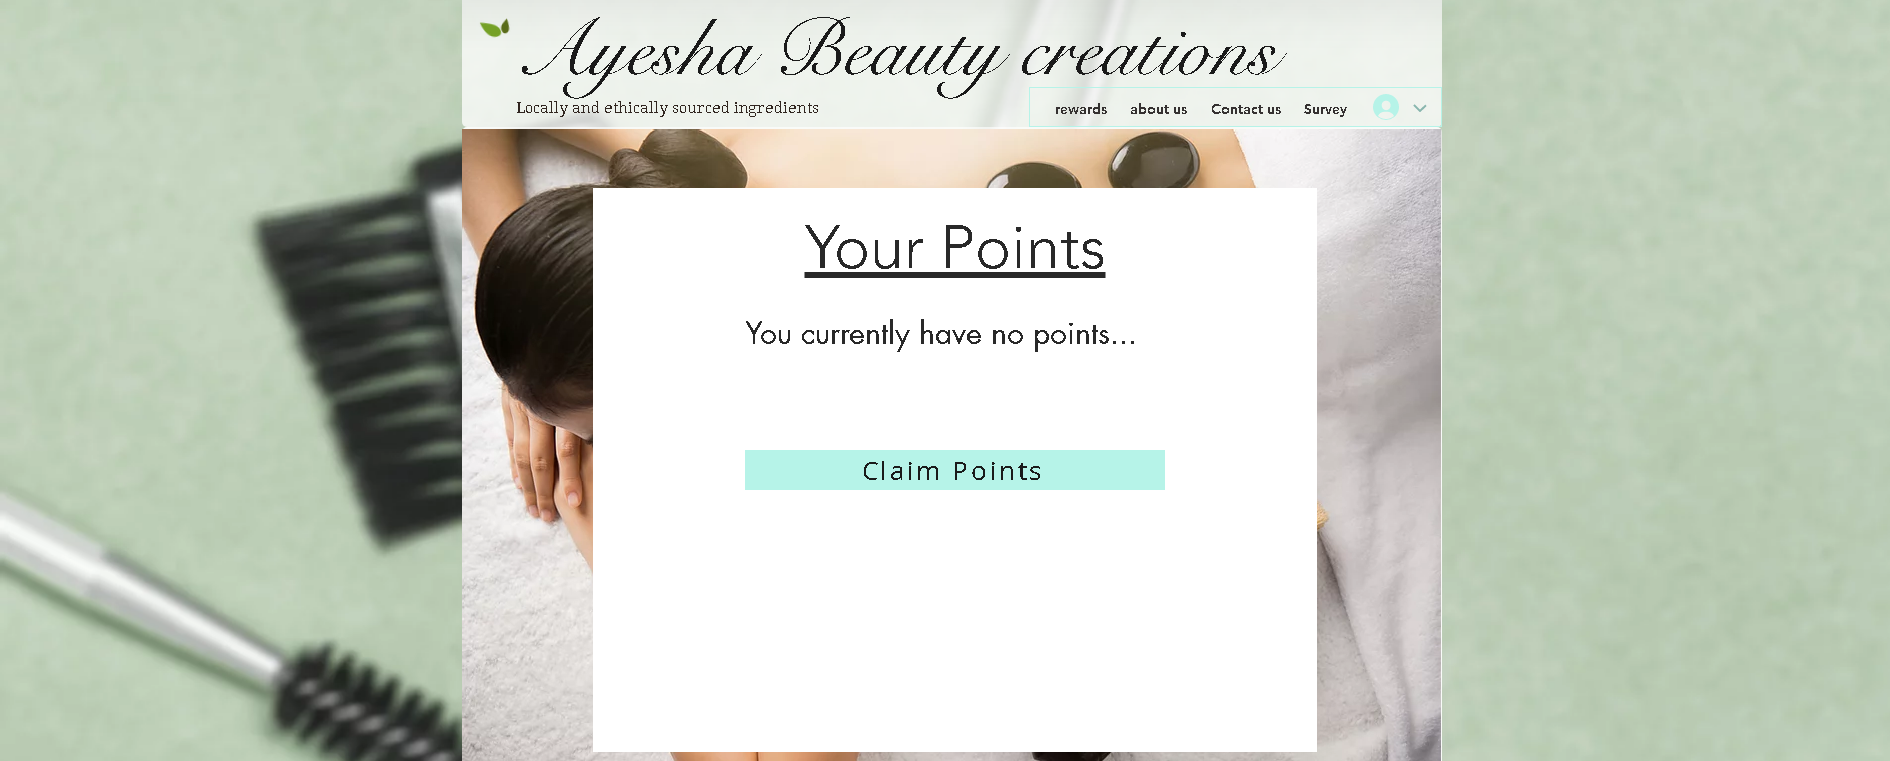 Ayesha Beauty creations
Locally and ethically sourced ingredients
rewards about us Contact us Survey
Your Points
You currently have no points...
Claim Points